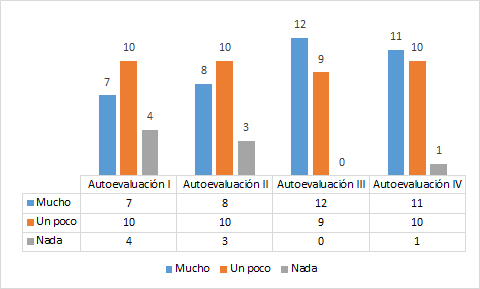 12
11
10
10
10
9
8
7
4
3
1
0
Autoevaluación I Autoevaluación II Autoevaluación III Autoevaluación IV
Mucho 7 8 12 11
Un poco 10 10 9 10
Nada 4 3 0 1
Mucho Un poco Nada